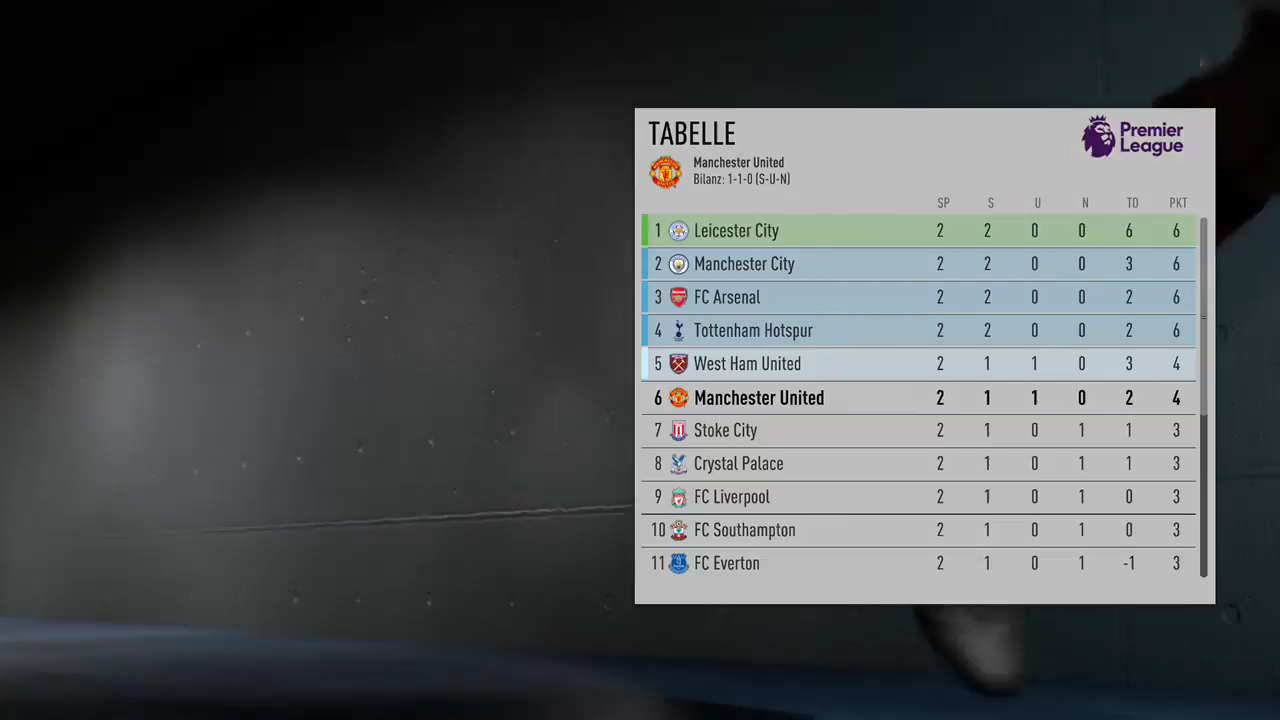 TABELLE
Premier League
Manchester United
Bilanz: 1-1-0 (S-U-N)
SP S U N TD PKT
1 Leicester City 2 2 0 0 6 6
2 Manchester City 2 2 0 0 3 6
3 FC Arsenal 2 2 0 0 2 6
4 Tottenham Hotspur 2 2 0 0 2 6
5 West Ham United 2 1 1 0 3 4
6 Manchester United 2 1 1 0 2 4
7 Stoke City 2 1 0 1 1 3
8 Crystal Palace 2 1 0 1 1 3
9 FC Liverpool 2 1 0 1 0 3
10 FC Southampton 2 1 0 1 0 3
11 FC Everton 2 1 0 1 -1 3